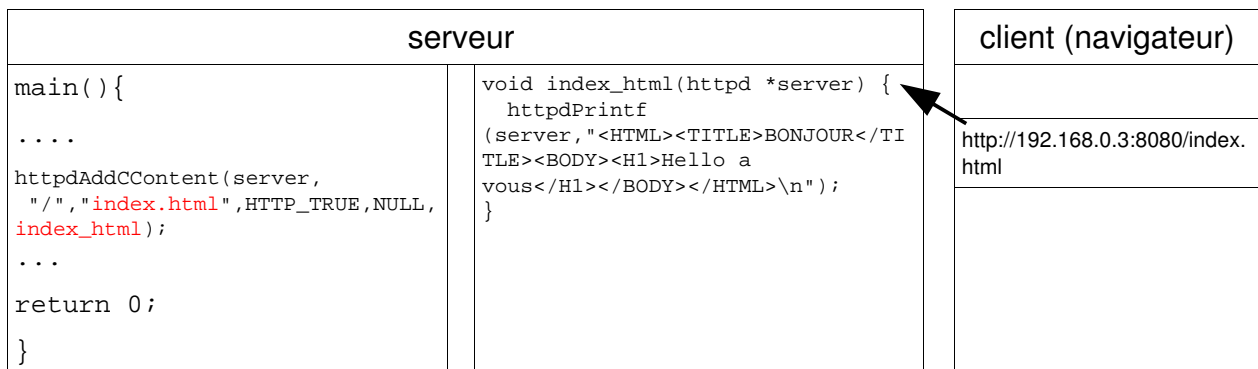 serveur
main(){
....
httpdAddCContent(server,
"/","index.html",HTTP_TRUE,NULL,
index_html);
...
return 0;
}
void index_html(httpd *server) {
httpdPrintf
(server,"<HTML><TITLE>BONJOUR</TI
TLE><BODY><H1>Hello a
vous</H1></BODY></HTML>\n");
}
client (navigateur)
http://192.168.0.3:8080/index.
html